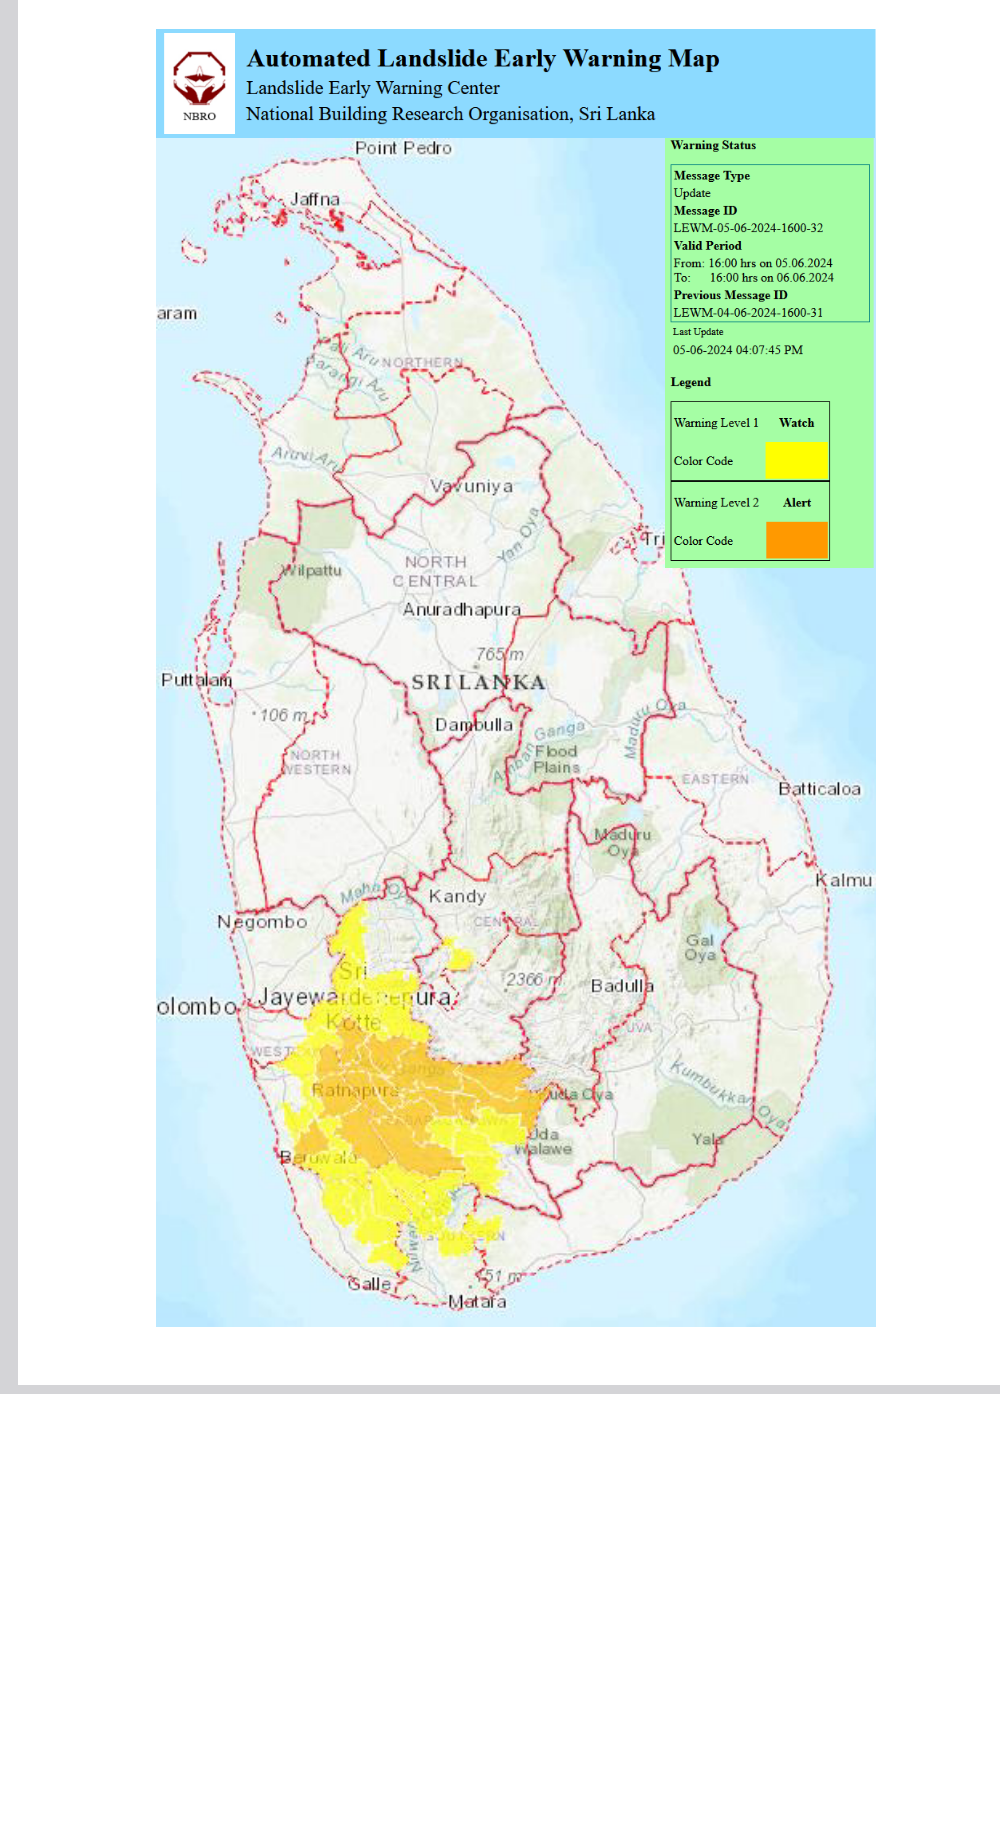 Automated Landslide Early Warning Map
Landslide Early Warning Center
National Building Research Organisation, Sri Lanka
NBRO
Warning Status
Message Type
Update
Message ID
LEWM-05-06-2024-1600-32
Valid Period
From: 16:00 hrs on 05.06.2024
To: 16:00 hrs on 06.06.2024
Previous Message ID
LEWM-04-06-2024-1600-31
Last Update
05-06-2024 04:07:45 PM
Legend
Warning Level 1 Watch
Color Code
Warning Level 2 Alert
Color Code
Point Pedro
Jaffna
aram
Pali Aru
Parangi Aru
NORTHERN
Aruvi Aru
Vavuniya
Yan Oya
Tri
Wilpattu
NORTH
CENTRAL
Anuradhapura
765 m
SRI LANKA
Puttalam
106 m
Dambulla
Maduru Oya
Amban Ganga
Flood
Plains
NORTH
WESTERN
EASTERN
Batticaloa
Maduru
Oya
Kalmu
Maha Oya
Kandy
Negombo
CENTRAL
Gal
Oya
Sri
Jayewardenepura
Kotte
2366 m
Badulla
olombo
UVA
WEST
Ganga
Ratnapura
Kumbukkan Oya
Uda
Walawe
Yala
Beruwala
SOUTHERN
Galle
51 m
Matara